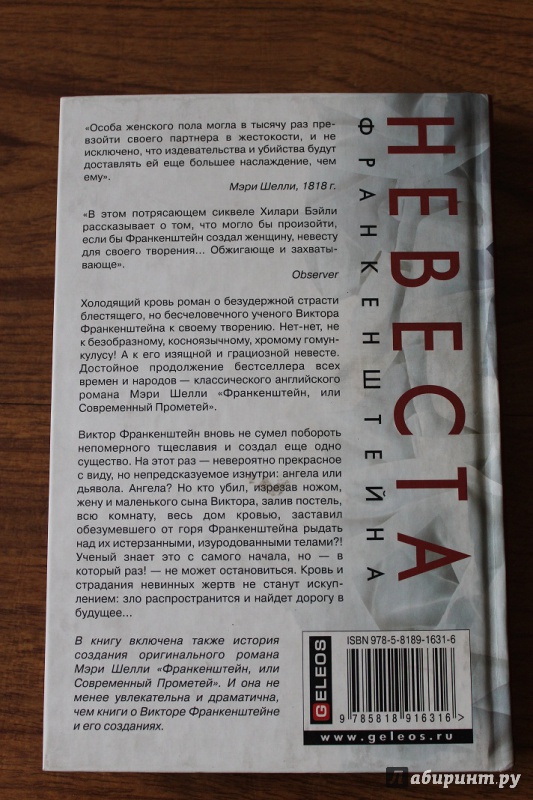 «Особа женского пола могла в тысячу раз пре-
взойти своего партнера в жестокости, и не
исключено, что издевательства и убийства будут
доставлять ей еще большее наслаждение, чем
ему».
Мэри Шелли, 1818 г.
«В этом потрясающем сиквеле Хилари Бэйли
рассказывает о том, что могло бы произойти,
если бы Франкенштейн создал женщину, невесту
для своего творения... Обжигающе и захваты-
вающе».
Observer
Холодящий кровь роман о безудержной страсти
блестящего, но бесчеловечного ученого Виктора
Франкенштейна к своему творению. Нет-нет, не
к безобразному, косноязычному, хромому гомун-
кулусу! А к его изящной и грациозной невесте.
Достойное продолжение бестселлера всех
времен и народов — классического английского
романа Мэри Шелли «Франкенштейн, или
Современный Прометей».
Виктор Франкенштейн вновь не сумел побороть
непомерного тщеславия и создал еще одно
существо. На этот раз — невероятно прекрасное
с виду, но непредсказуемое изнутри: ангела или
дьявола. Ангела? Но кто убил, изрезав ножом,
жену и маленького сына Виктора, залив постель,
всю комнату, весь дом кровью, заставил
обезумевшего от горя Франкенштейна рыдать
над их истерзанными, изуродованными телами?!
Ученый знает это с самого начала, но — в
который раз! — не может остановиться. Кровь и
страдания невинных жертв не станут искуп-
лением: зло распространится и найдет дорогу в
будущее...
В книгу включена также история
создания оригинального романа
Мэри Шелли «Франкенштейн, или
Современный Прометей». И она не
менее увлекательна и драматична,
чем книги о Викторе Франкенштейне
и его созданиях.
НЕВЕСТА
ФРАНКЕНШТЕЙНА
GELEOS
ISBN 978-5-8189-1631-6
9 785818 916316 >
www.geleos.ru
Лабиринт.ру